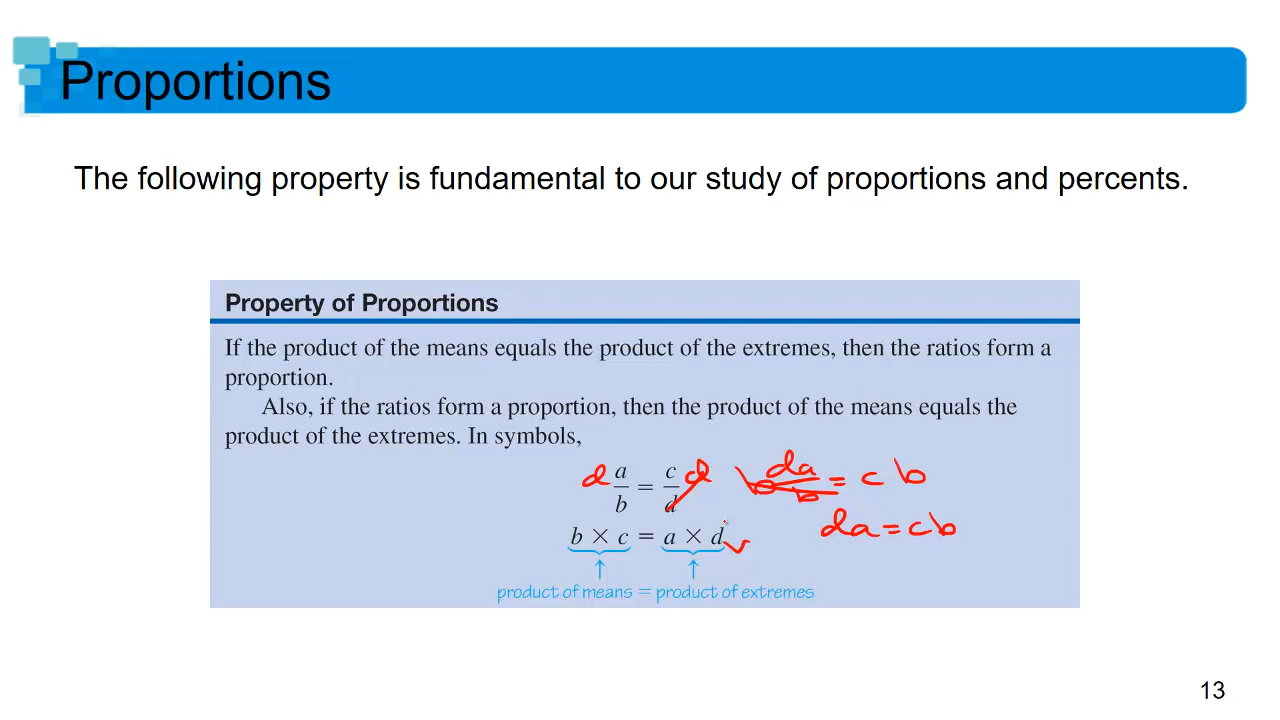 Proportions
The following property is fundamental to our study of proportions and percents.
Property of Proportions
If the product of the means equals the product of the extremes, then the ratios form a
proportion.
Also, if the ratios form a proportion, then the product of the means equals the
product of the extremes. In symbols,
d a/b = c/d d b da/b = c b
b × c = a × d
da = cb
product of means = product of extremes
13